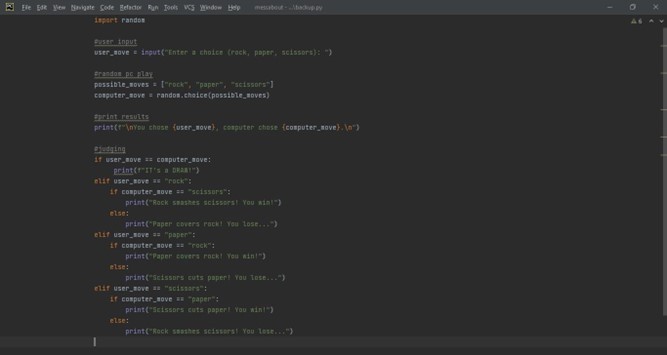 File Edit View Navigate Code Refactor Run Tools VCS Window Help messabout - ...\backup.py
import random
6
#user input
user_move = input("Enter a choice (rock, paper, scissors): ")
#random pc play
possible_moves = ["rock", "paper", "scissors"]
computer_move = random.choice(possible_moves)
#print results
print(f"\nYou chose {user_move}, computer chose {computer_move}.\n")
#judging
if user_move == computer_move:
print(f"IT's a DRAW!")
elif user_move == "rock":
if computer_move == "scissors":
print("Rock smashes scissors! You win!")
else:
print("Paper covers rock! You lose...")
elif user_move == "paper":
if computer_move == "rock":
print("Paper covers rock! You win!")
else:
print("Scissors cuts paper! You lose...")
elif user_move == "scissors":
if computer_move == "paper":
print("Scissors cuts paper! You win!")
else:
print("Rock smashes scissors! You lose...")